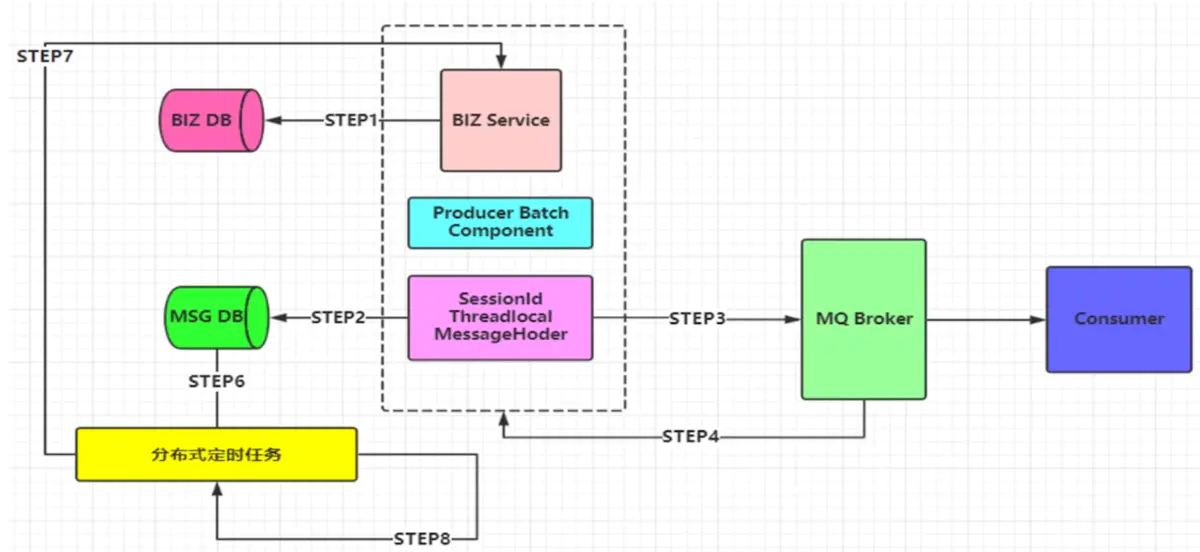 STEP7
BIZ DB
STEP1
BIZ Service
Producer Batch
Component
MSG DB
STEP2
SessionId
Threadlocal
MessageHoder
STEP3
MQ Broker
Consumer
STEP6
STEP4
分布式定时任务
STEP8